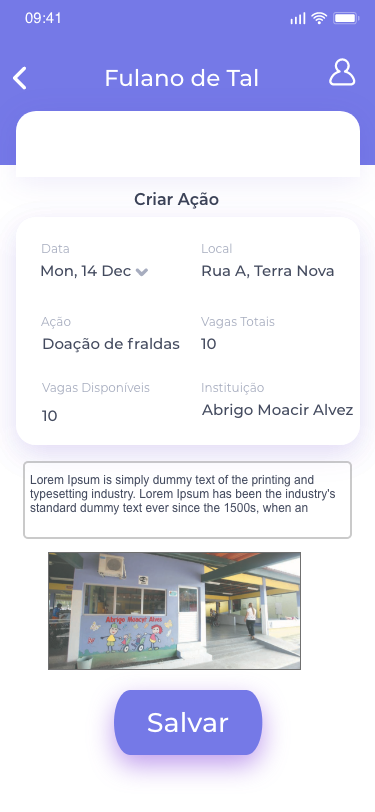 09:41
Fulano de Tal
Criar Ação
Data
Local
Mon, 14 Dec
Rua A, Terra Nova
Ação
Vagas Totais
Doação de fraldas
10
Vagas Disponíveis
Instituição
10
Abrigo Moacir Alvez
Lorem Ipsum is simply dummy text of the printing and
typesetting industry. Lorem Ipsum has been the industry's
standard dummy text ever since the 1500s, when an
Abrigo Moacir Alves
Salvar